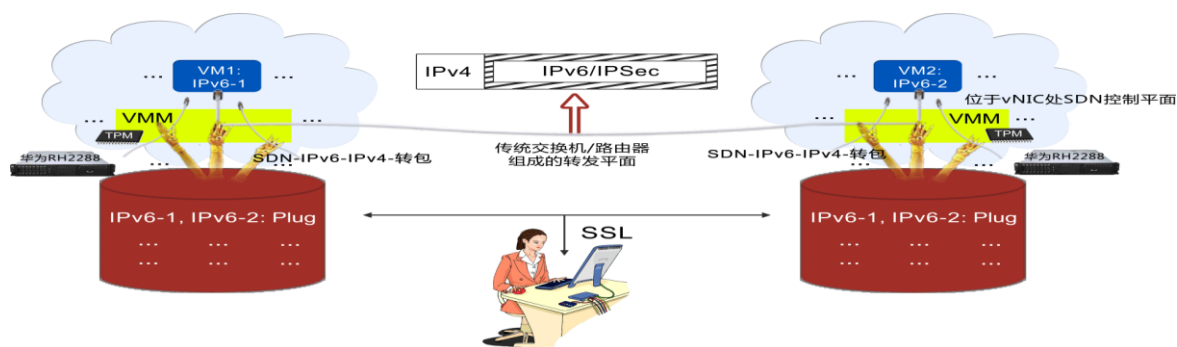 VM1:
IPv6-1
...
...
...
VMM
...
TPM
华为RH2288
...
...
SDN-IPv6-IPv4-转包
IPv6-1, IPv6-2: Plug
... ... ...
... ... ...
IPv4
IPv6/IPSec
传统交换机/路由器
组成的转发平面
SSL
VM2:
IPv6-2
...
...
位于vNIC处SDN控制平面
...
VMM
TPM
华为RH2288
...
...
SDN-IPv6-IPv4-转包
IPv6-1, IPv6-2: Plug
... ... ...
... ... ...